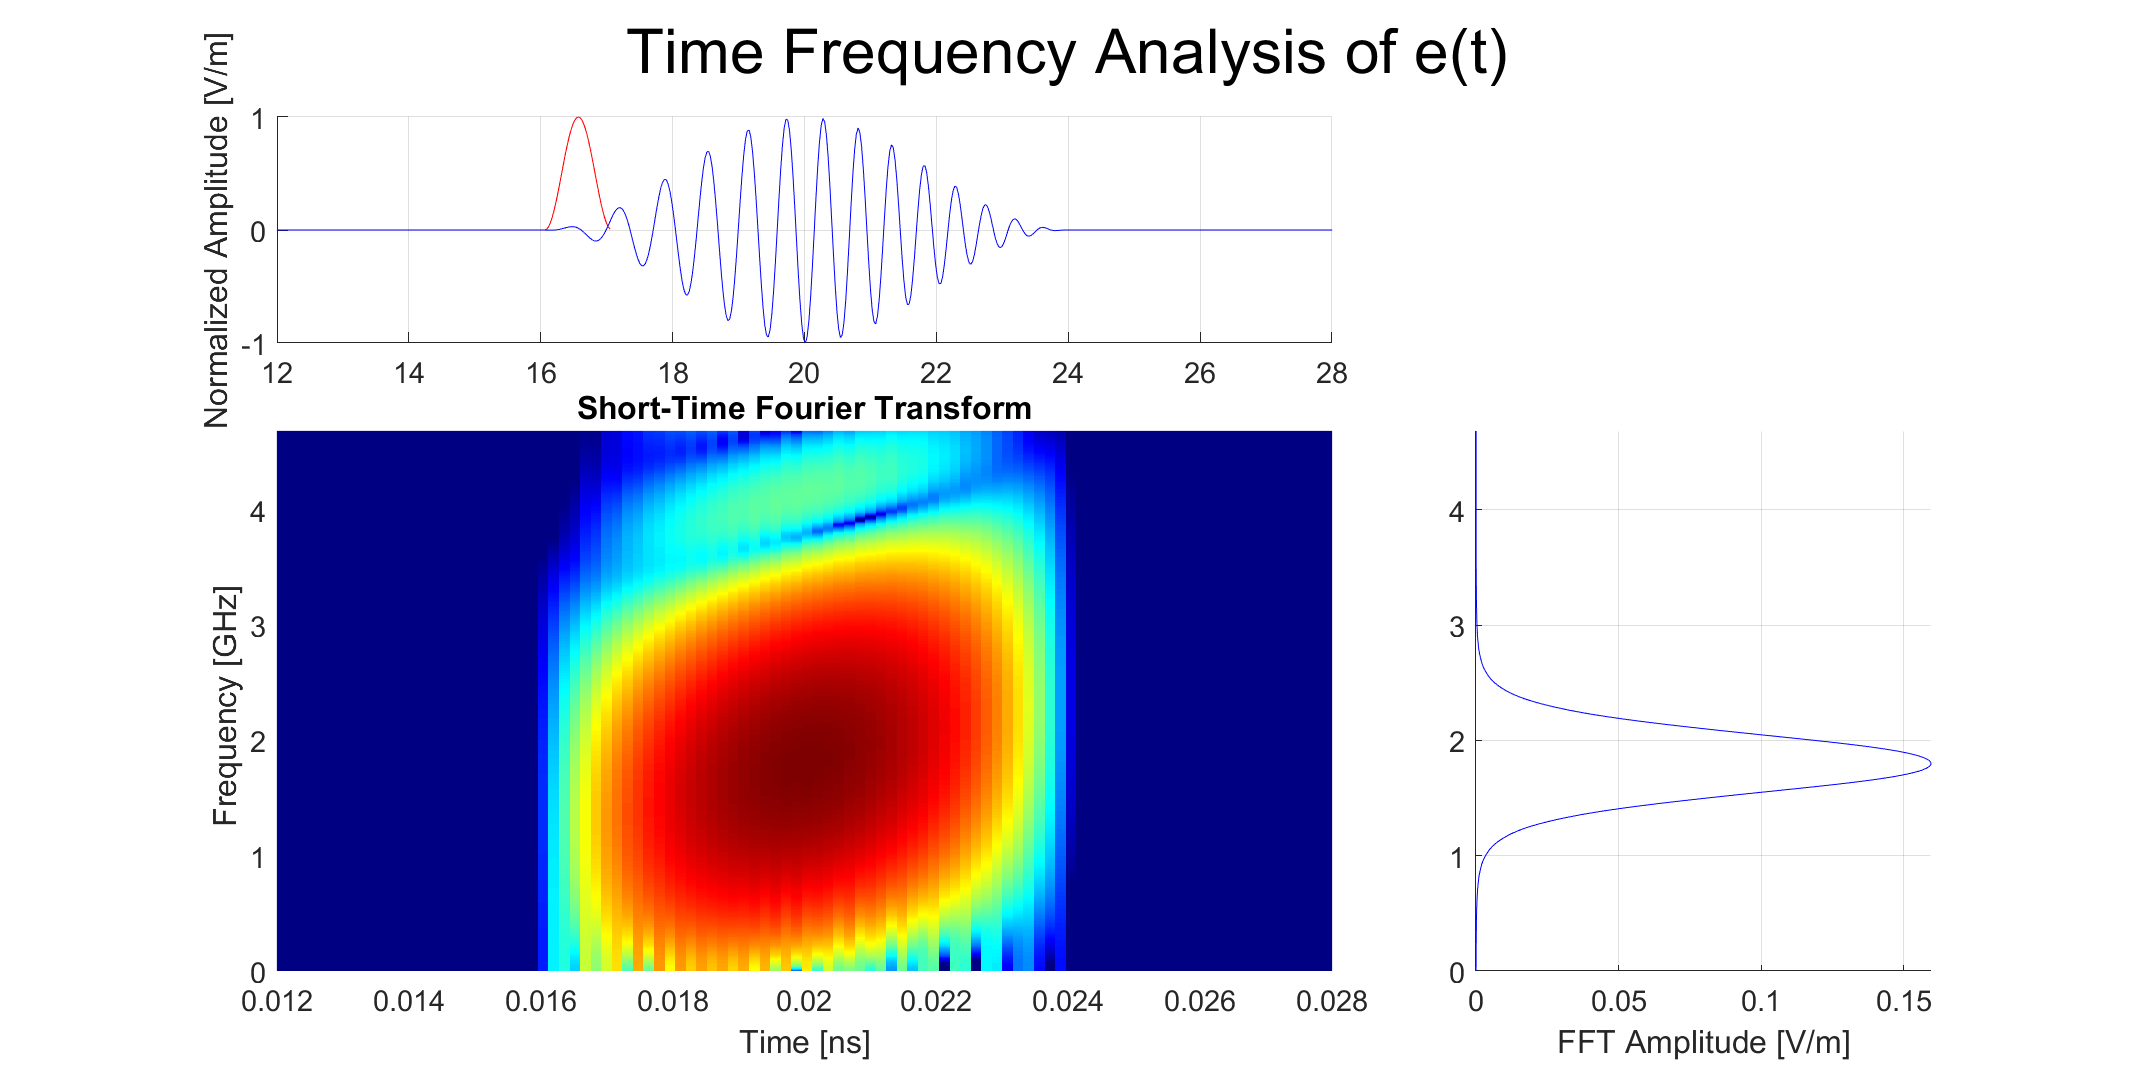 Time Frequency Analysis of e(t)
Normalized Amplitude [V/m]
1
0
-1
12 14 16 18 20 22 24 26 28
Short-Time Fourier Transform
Frequency [GHz]
4
3
2
1
0
0.012 0.014 0.016 0.018 0.02 0.022 0.024 0.026 0.028
Time [ns]
4
3
2
1
0
0 0.05 0.1 0.15
FFT Amplitude [V/m]